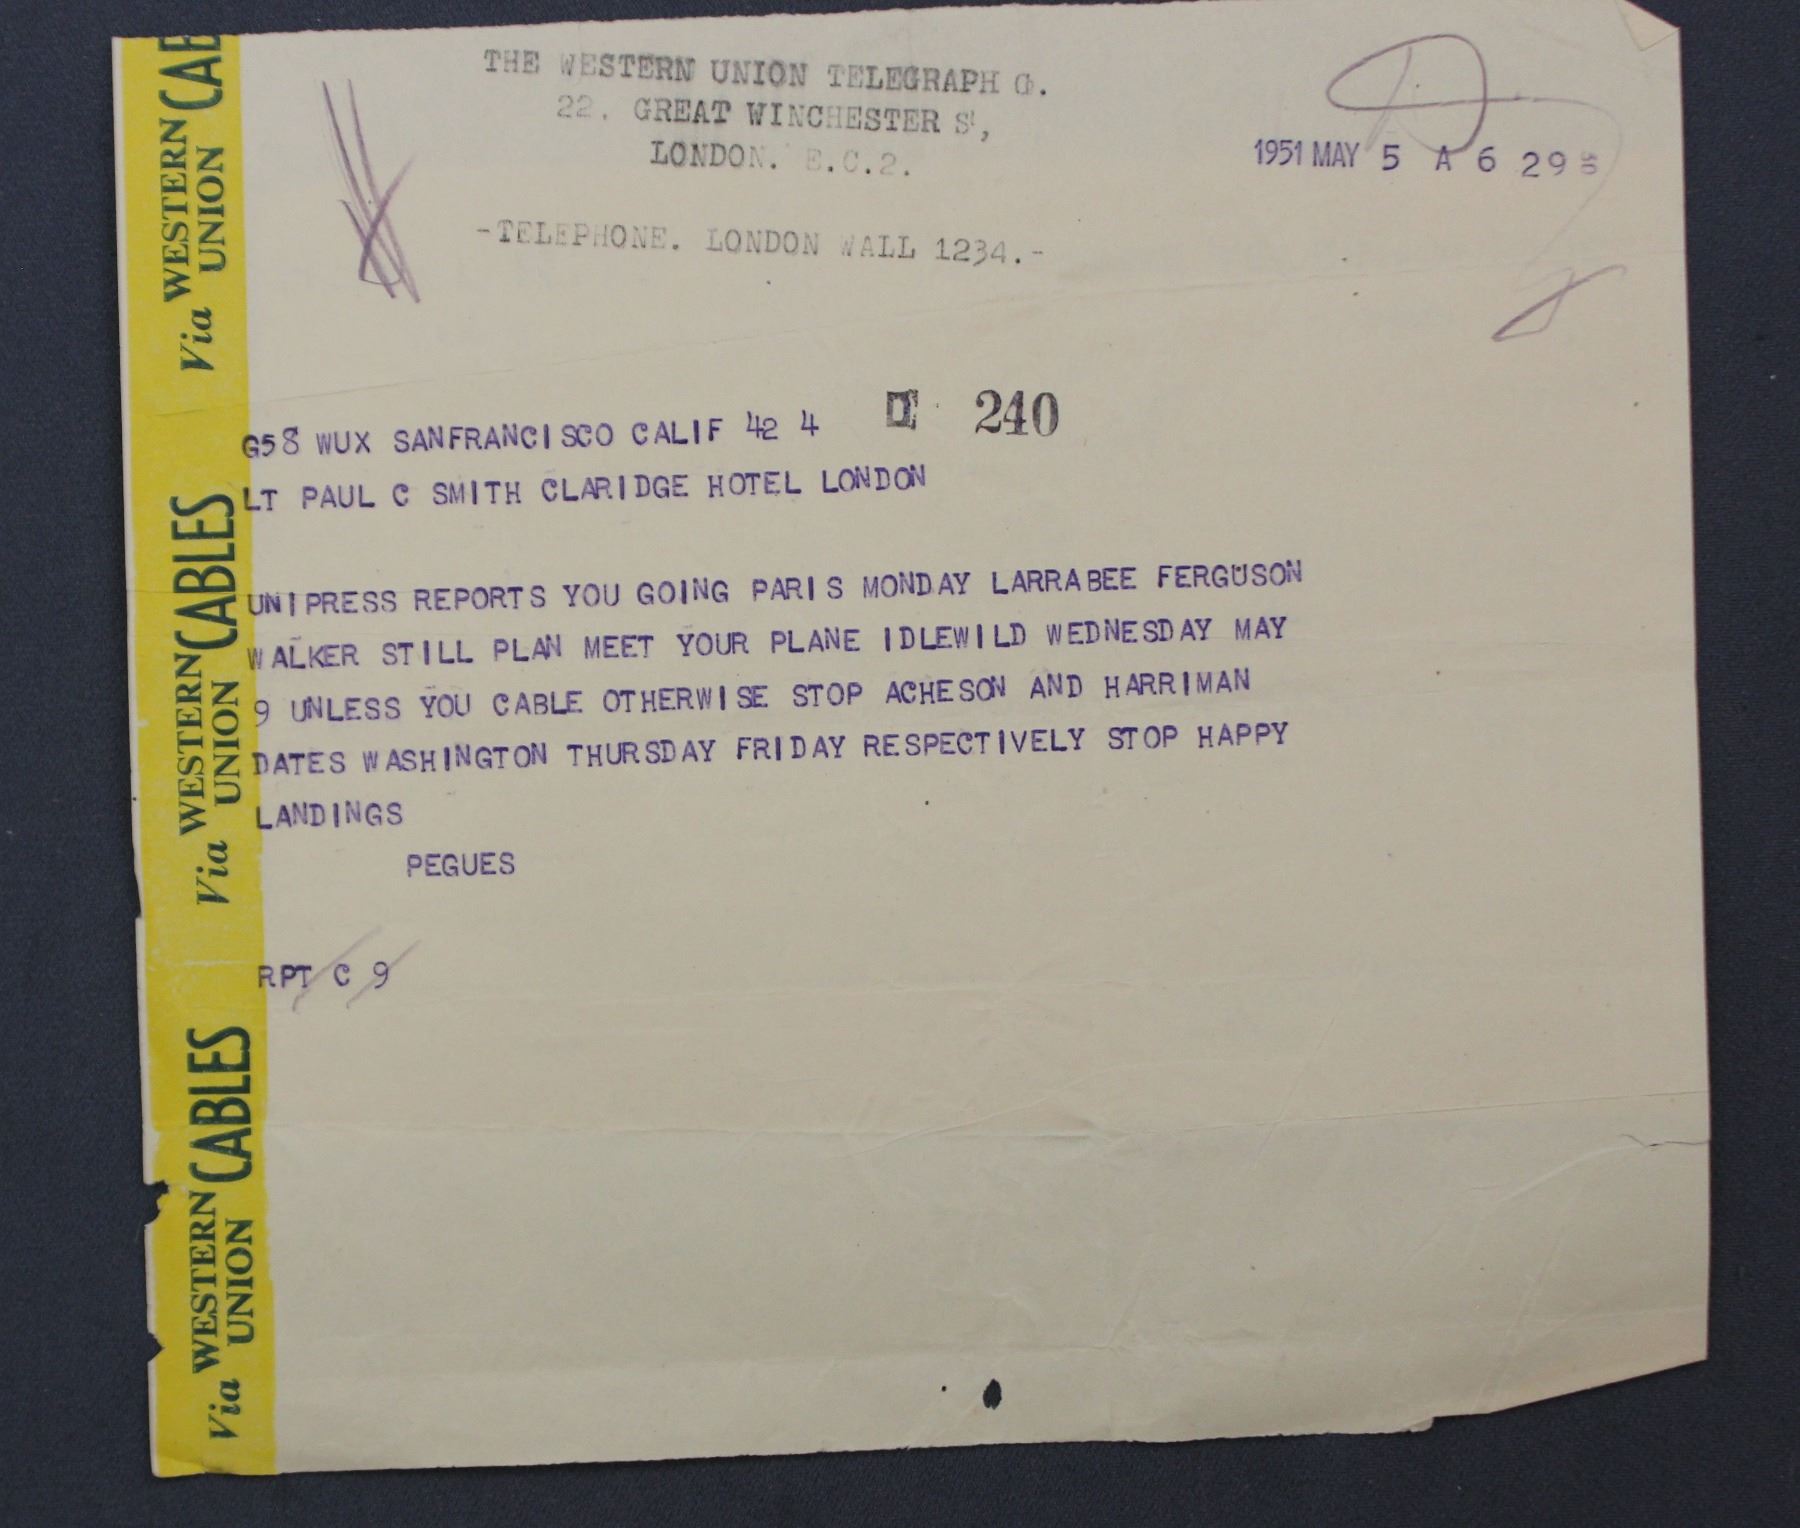 THE WESTERN UNION TELEGRAPH Co.
22, GREAT WINCHESTER St,
LONDON. E.C.2.
1951 MAY 5 A 6 29
-TELEPHONE. LONDON WALL 1234.-
240
G58 WUX SANFRANCISCO CALIF 42 4
LT PAUL C SMITH CLARIDGE HOTEL LONDON
UNIPRESS REPORTS YOU GOING PARIS MONDAY LARRABEE FERGUSON
WALKER STILL PLAN MEET YOUR PLANE IDLEWILD WEDNESDAY MAY
9 UNLESS YOU CABLE OTHERWISE STOP ACHESON AND HARRIMAN
DATES WASHINGTON THURSDAY FRIDAY RESPECTIVELY STOP HAPPY
LANDINGS
PEGUES
RPT C 9
Via WESTERN UNION CAB
Via WESTERN UNION CABLES
Via WESTERN UNION CABLES